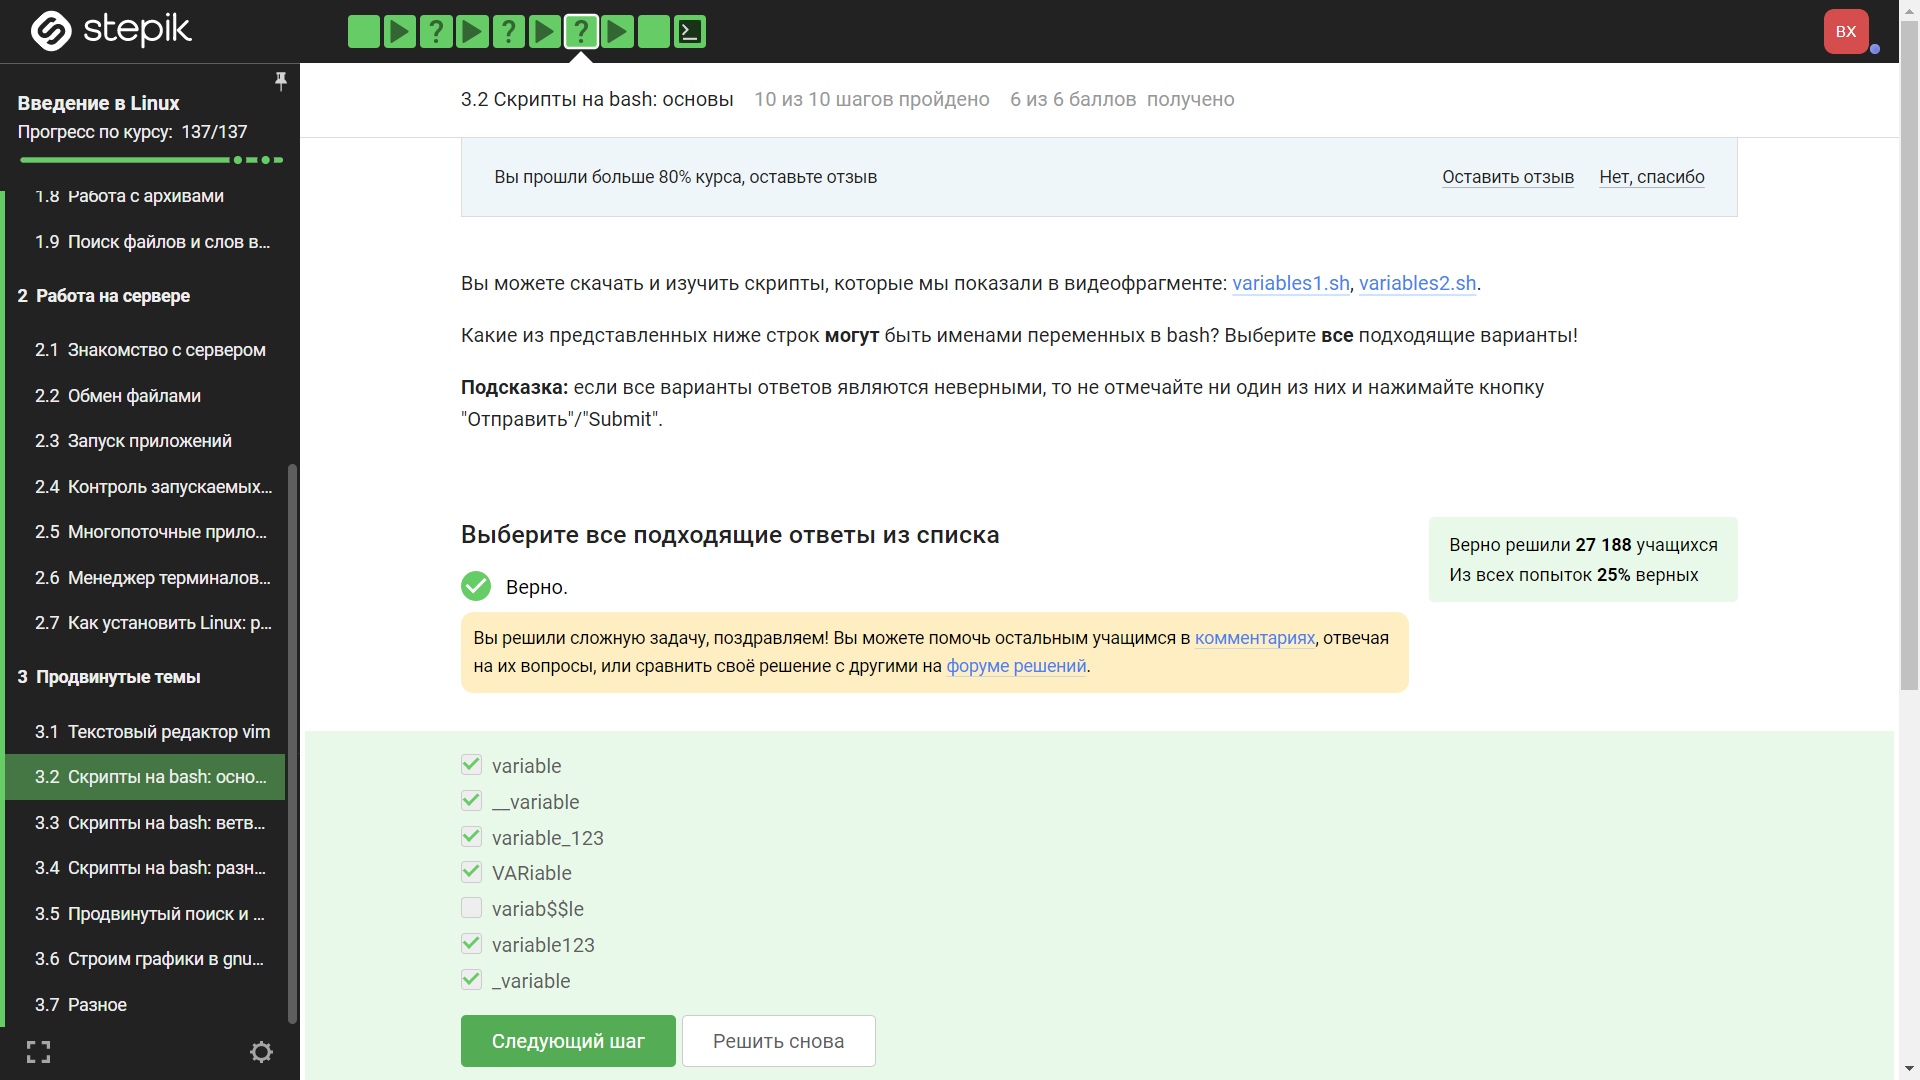 stepik
? ? ?
ВХ
Введение в Linux
Прогресс по курсу: 137/137
1.8 Работа с архивами
1.9 Поиск файлов и слов в...
2 Работа на сервере
2.1 Знакомство с сервером
2.2 Обмен файлами
2.3 Запуск приложений
2.4 Контроль запускаемых...
2.5 Многопоточные прило...
2.6 Менеджер терминалов...
2.7 Как установить Linux: р...
3 Продвинутые темы
3.1 Текстовый редактор vim
3.2 Скрипты на bash: осно...
3.3 Скрипты на bash: ветв...
3.4 Скрипты на bash: разн...
3.5 Продвинутый поиск и ...
3.6 Строим графики в gnu...
3.7 Разное
3.2 Скрипты на bash: основы 10 из 10 шагов пройдено 6 из 6 баллов получено
Вы прошли больше 80% курса, оставьте отзыв Оставить отзыв Нет, спасибо
Вы можете скачать и изучить скрипты, которые мы показали в видеофрагменте: variables1.sh, variables2.sh.
Какие из представленных ниже строк могут быть именами переменных в bash? Выберите все подходящие варианты!
Подсказка: если все варианты ответов являются неверными, то не отмечайте ни один из них и нажимайте кнопку
"Отправить"/"Submit".
Выберите все подходящие ответы из списка
Верно решили 27 188 учащихся
Из всех попыток 25% верных
Верно.
Вы решили сложную задачу, поздравляем! Вы можете помочь остальным учащимся в комментариях, отвечая
на их вопросы, или сравнить своё решение с другими на форуме решений.
variable
__variable
variable_123
VARiable
variab$$le
variable123
_variable
Следующий шаг Решить снова